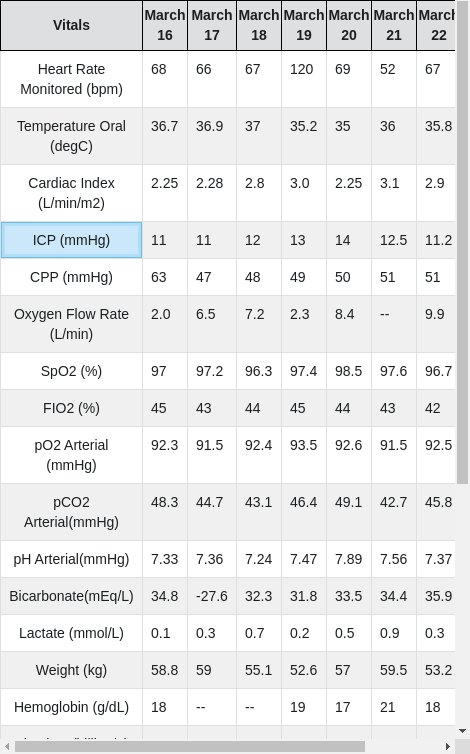 Vitals March 16 March 17 March 18 March 19 March 20 March 21 March 22
Heart Rate Monitored (bpm) 68 66 67 120 69 52 67
Temperature Oral (degC) 36.7 36.9 37 35.2 35 36 35.8
Cardiac Index (L/min/m2) 2.25 2.28 2.8 3.0 2.25 3.1 2.9
ICP (mmHg) 11 11 12 13 14 12.5 11.2
CPP (mmHg) 63 47 48 49 50 51 51
Oxygen Flow Rate (L/min) 2.0 6.5 7.2 2.3 8.4 -- 9.9
SpO2 (%) 97 97.2 96.3 97.4 98.5 97.6 96.7
FIO2 (%) 45 43 44 45 44 43 42
pO2 Arterial (mmHg) 92.3 91.5 92.4 93.5 92.6 91.5 92.5
pCO2 Arterial(mmHg) 48.3 44.7 43.1 46.4 49.1 42.7 45.8
pH Arterial(mmHg) 7.33 7.36 7.24 7.47 7.89 7.56 7.37
Bicarbonate(mEq/L) 34.8 -27.6 32.3 31.8 33.5 34.4 35.9
Lactate (mmol/L) 0.1 0.3 0.7 0.2 0.5 0.9 0.3
Weight (kg) 58.8 59 55.1 52.6 57 59.5 53.2
Hemoglobin (g/dL) 18 -- -- 19 17 21 18